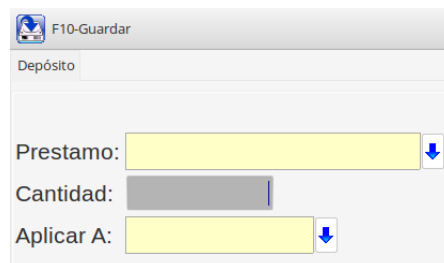 F10-Guardar
Depósito
Prestamo:
Cantidad:
Aplicar A: